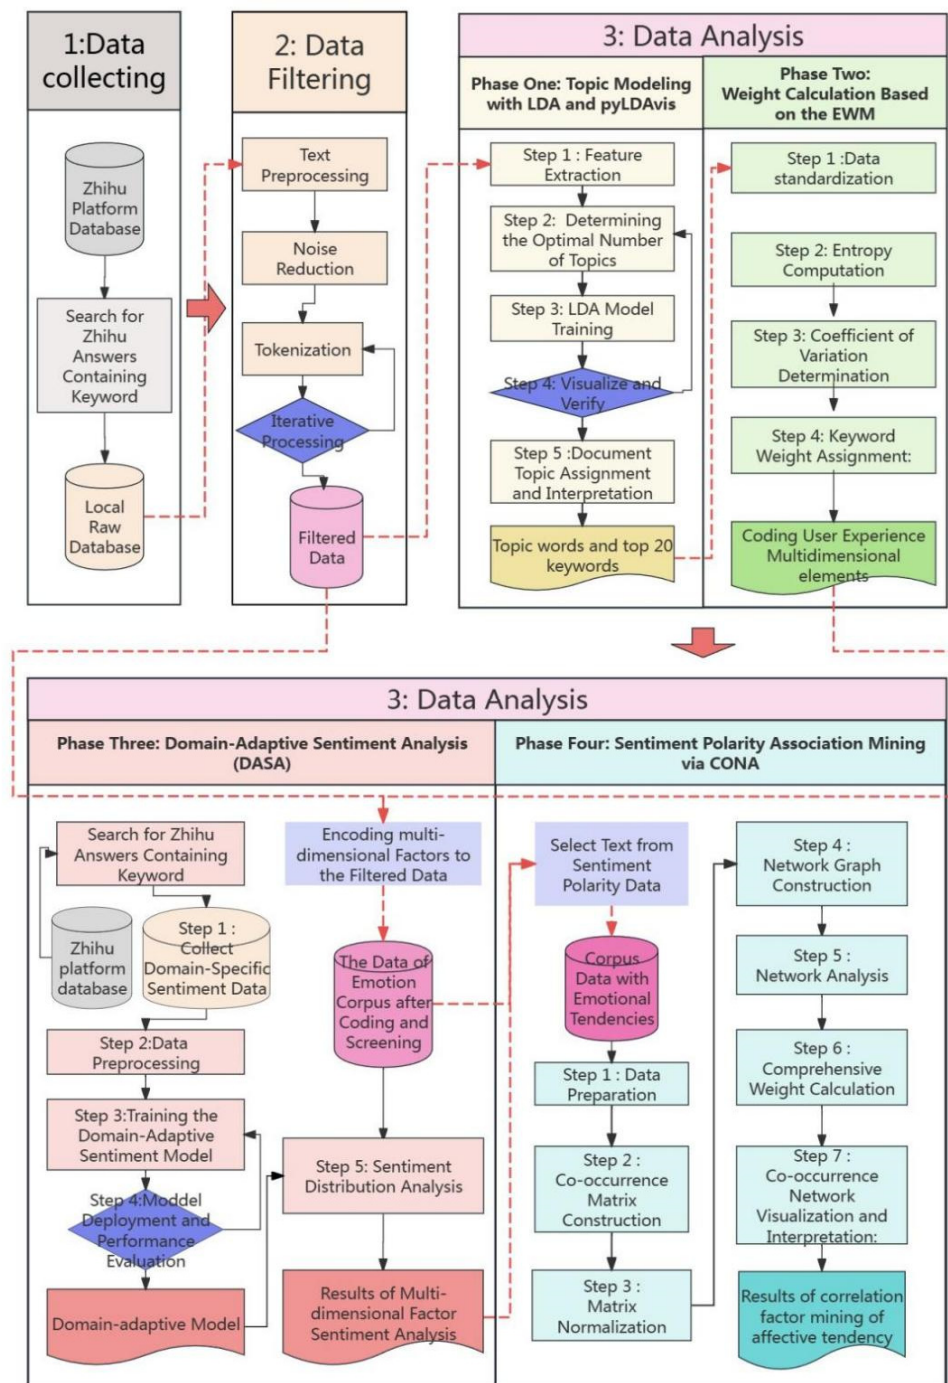 1:Data
collecting
Zhihu
Platform
Database
Search for
Zhihu
Answers
Containing
Keyword
Local
Raw
Database
2: Data
Filtering
Text
Preprocessing
Noise
Reduction
Tokenization
Iterative
Processing
Filtered
Data
3: Data Analysis
Phase One: Topic Modeling
with LDA and pyLDAvis
Step 1 : Feature
Extraction
Step 2: Determining
the Optimal Number
of Topics
Step 3: LDA Model
Training
Step 4: Visualize and
Verify
Step 5 :Document
Topic Assignment
and Interpretation
Topic words and top 20
keywords
Phase Two:
Weight Calculation Based
on the EWM
Step 1 :Data
standardization
Step 2: Entropy
Computation
Step 3: Coefficient of
Variation
Determination
Step 4: Keyword
Weight Assignment:
Coding User Experience
Multidimensional
elements
3: Data Analysis
Phase Three: Domain-Adaptive Sentiment Analysis
(DASA)
Search for Zhihu
Answers Containing
Keyword
Zhihu
platform
database
Step 1 :
Collect
Domain-Specific
Sentiment Data
Step 2:Data
Preprocessing
Step 3:Training the
Domain-Adaptive
Sentiment Model
Step 4:Moddel
Deployment and
Performance
Evaluation
Domain-adaptive Model
Encoding multi-
dimensional Factors to
the Filtered Data
The Data of
Emotion
Corpus after
Coding and
Screening
Step 5: Sentiment
Distribution Analysis
Results of Multi-
dimensional Factor
Sentiment Analysis
Phase Four: Sentiment Polarity Association Mining
via CONA
Select Text from
Sentiment
Polarity Data
Corpus
Data with
Emotional
Tendencies
Step 1 : Data
Preparation
Step 2 :
Co-occurrence
Matrix
Construction
Step 3 :
Matrix
Normalization
Step 4 :
Network Graph
Construction
Step 5 :
Network Analysis
Step 6 :
Comprehensive
Weight Calculation
Step 7 :
Co-occurrence
Network
Visualization and
Interpretation:
Results of correlation
factor mining of
affective tendency